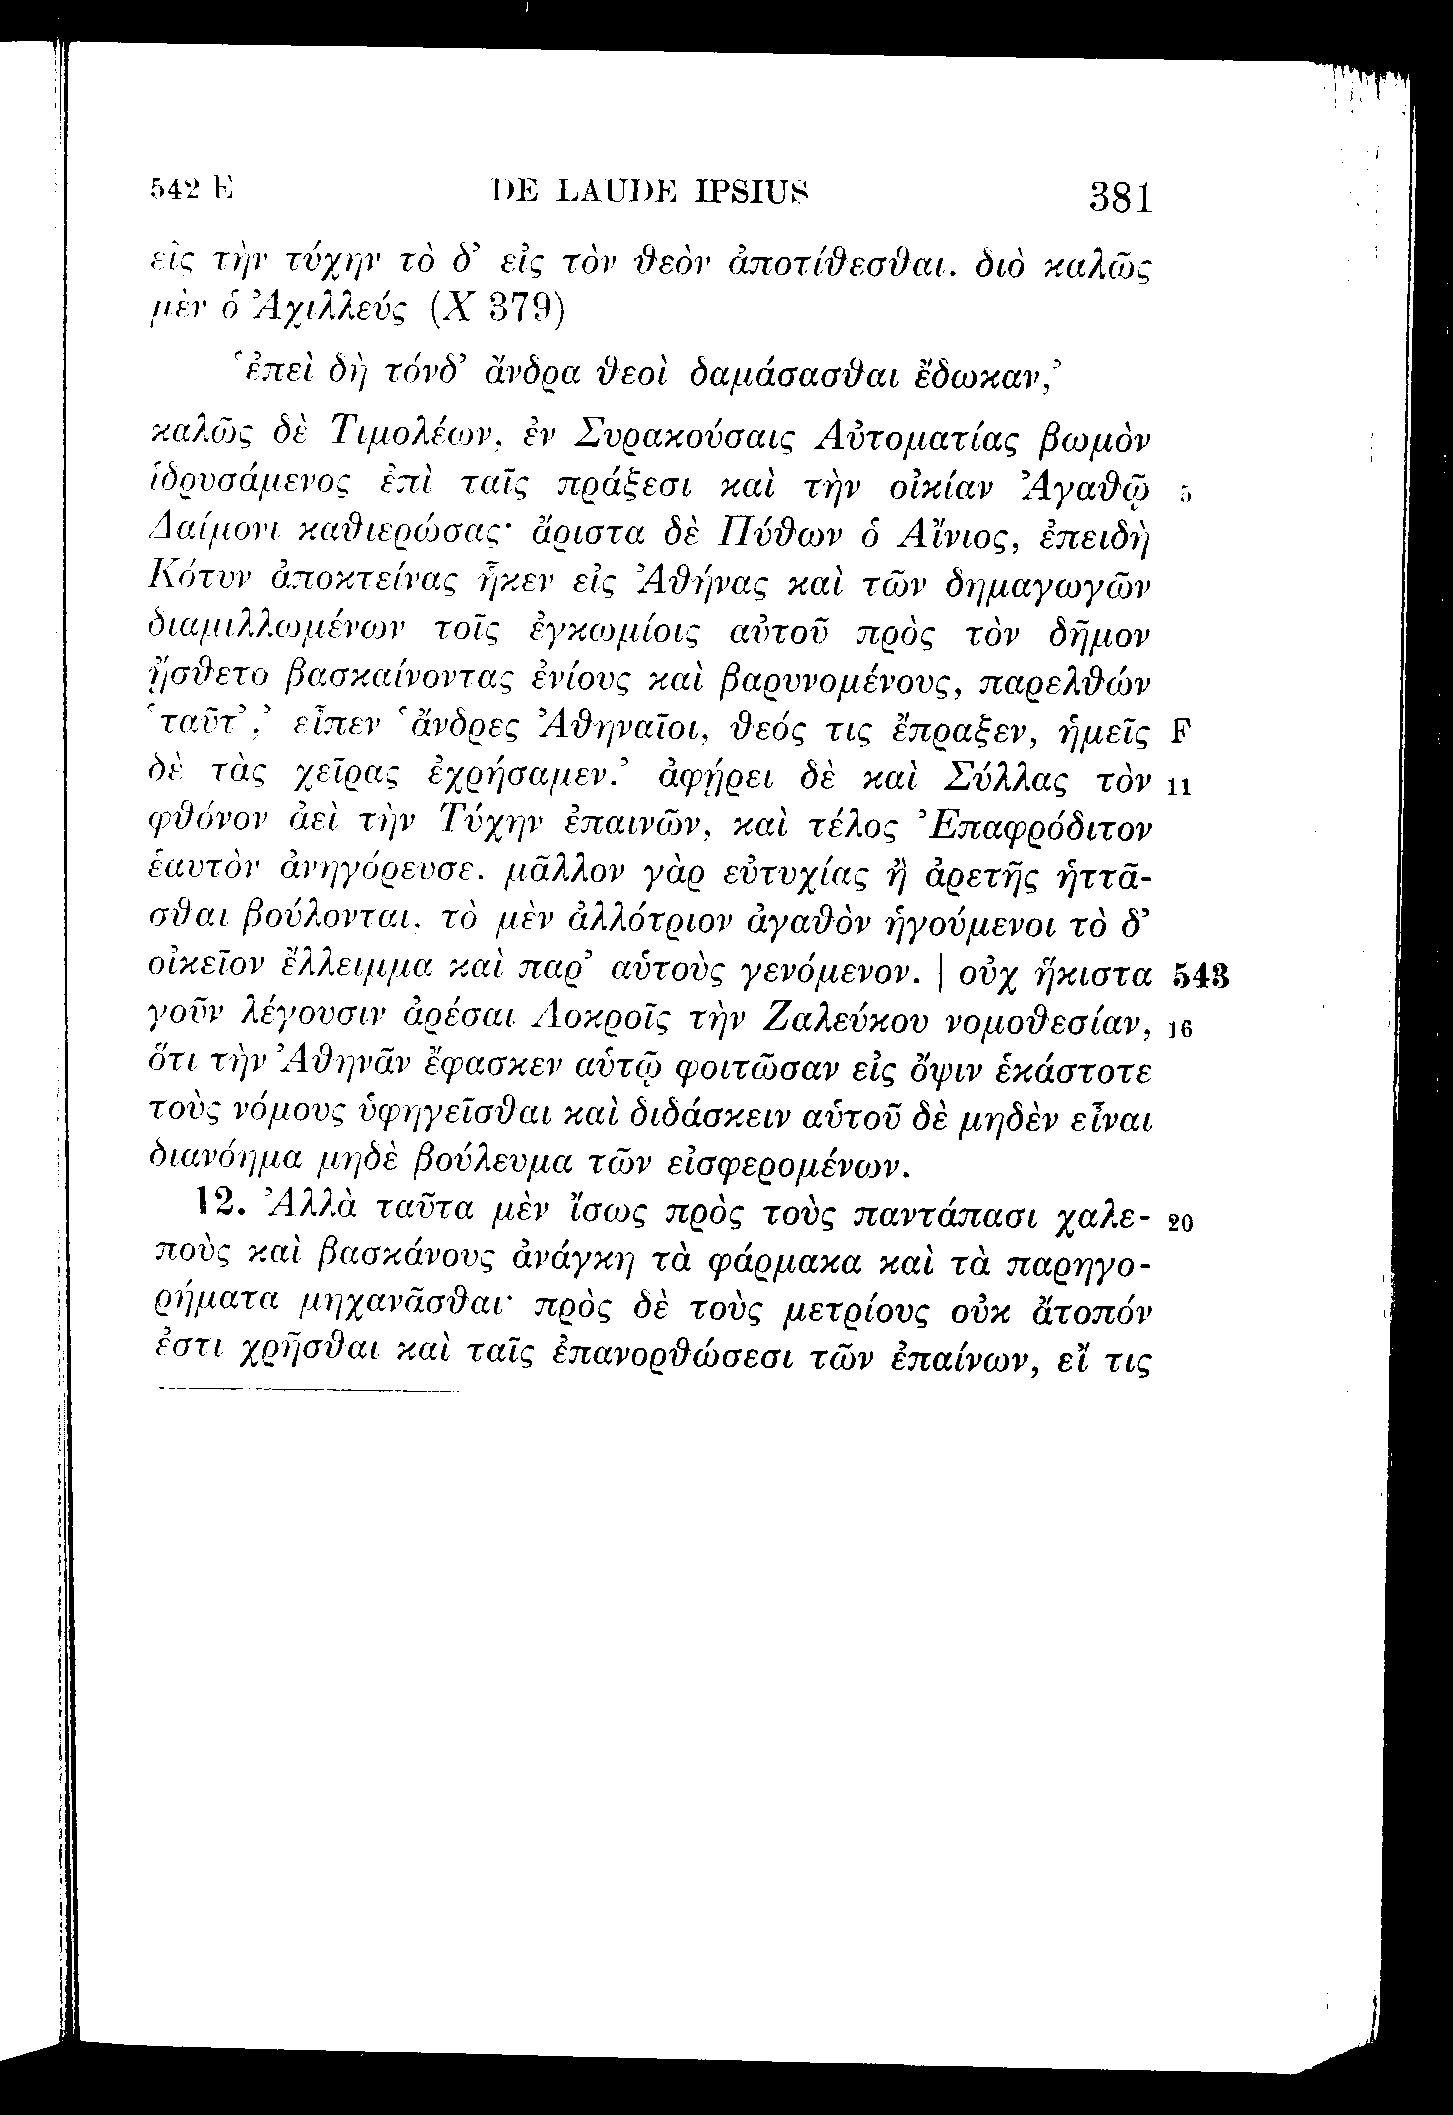 542 E DE LAUDE IPSIUS 381
εἰς τὴν τύχην τὸ δ’ εἰς τὸν θεὸν ἀποτίθεσθαι. διὸ καλῶς
μὲν ὁ Ἀχιλλεύς (Χ 379)
‘ἐπεὶ δὴ τόνδ’ ἄνδρα θεοὶ δαμάσασθαι ἔδωκαν,’
καλῶς δὲ Τιμολέων, ἐν Συρακούσαις Αὐτοματίας βωμὸν
ἱδρυσάμενος ἐπὶ ταῖς πράξεσι καὶ τὴν οἰκίαν Ἀγαθῷ 5
Δαίμονι καθιερώσας· ἄριστα δὲ Πύθων ὁ Αἴνιος, ἐπειδὴ
Κότυν ἀποκτείνας ἧκεν εἰς Ἀθήνας καὶ τῶν δημαγωγῶν
διαμιλλωμένων τοῖς ἐγκωμίοις αὐτοῦ πρὸς τὸν δῆμον
ᾔσθετο βασκαίνοντας ἐνίους καὶ βαρυνομένους, παρελθών
‘ταῦτ’,’ εἶπεν ‘ἄνδρες Ἀθηναῖοι, θεός τις ἔπραξεν, ἡμεῖς F
δὲ τὰς χεῖρας ἐχρήσαμεν.’ ἀφῄρει δὲ καὶ Σύλλας τὸν 11
φθόνον ἀεὶ τὴν Τύχην ἐπαινῶν, καὶ τέλος Ἐπαφρόδιτον
ἑαυτὸν ἀνηγόρευσε. μᾶλλον γὰρ εὐτυχίας ἢ ἀρετῆς ἡττᾶ-
σθαι βούλονται, τὸ μὲν ἀλλότριον ἀγαθὸν ἡγούμενοι τὸ δ’
οἰκεῖον ἔλλειμμα καὶ παρ’ αὑτοὺς γενόμενον. | οὐχ ἥκιστα 543
γοῦν λέγουσιν ἀρέσαι Λοκροῖς τὴν Ζαλεύκου νομοθεσίαν, 16
ὅτι τὴν Ἀθηνᾶν ἔφασκεν αὑτῷ φοιτῶσαν εἰς ὄψιν ἑκάστοτε
τοὺς νόμους ὑφηγεῖσθαι καὶ διδάσκειν αὑτοῦ δὲ μηδὲν εἶναι
διανόημα μηδὲ βούλευμα τῶν εἰσφερομένων.
12. Ἀλλὰ ταῦτα μὲν ἴσως πρὸς τοὺς παντάπασι χαλε- 20
ποὺς καὶ βασκάνους ἀνάγκη τὰ φάρμακα καὶ τὰ παρηγο-
ρήματα μηχανᾶσθαι· πρὸς δὲ τοὺς μετρίους οὐκ ἄτοπόν
ἐστι χρῆσθαι καὶ ταῖς ἐπανορθώσεσι τῶν ἐπαίνων, εἴ τις